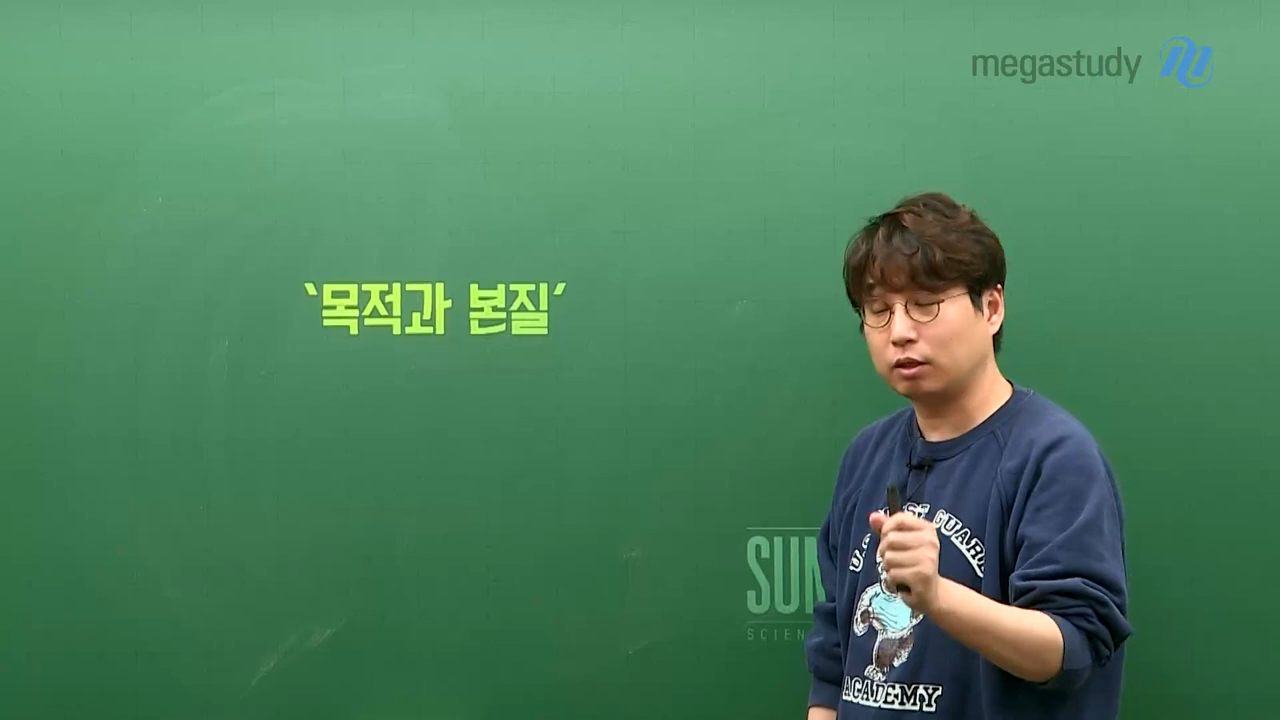 megastudy
'목적과 본질'
SUN
SCIEN
U.S. COAST GUARD
ACADEMY